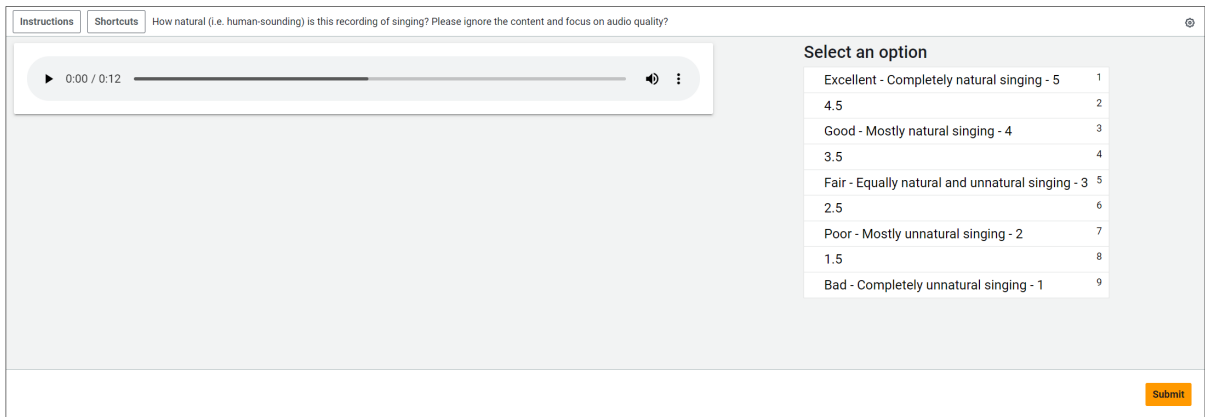 Instructions Shortcuts How natural (i.e. human-sounding) is this recording of singing? Please ignore the content and focus on audio quality?
0:00 / 0:12
Select an option
Excellent - Completely natural singing - 5 1
4.5 2
Good - Mostly natural singing - 4 3
3.5 4
Fair - Equally natural and unnatural singing - 3 5
2.5 6
Poor - Mostly unnatural singing - 2 7
1.5 8
Bad - Completely unnatural singing - 1 9
Submit